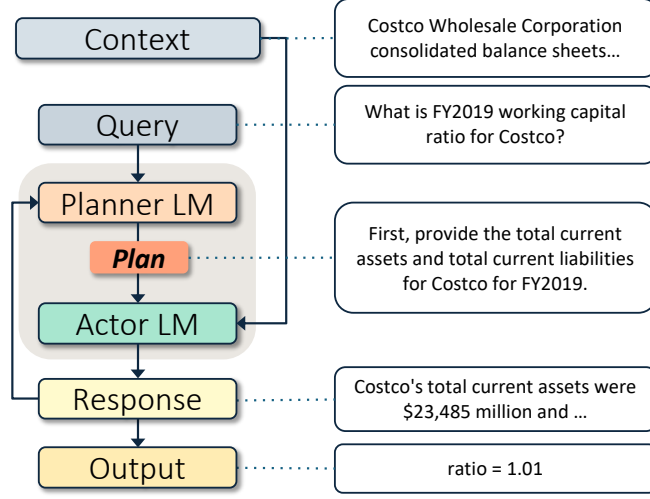 Context
Costco Wholesale Corporation
consolidated balance sheets…
Query
What is FY2019 working capital
ratio for Costco?
Planner LM
Plan
First, provide the total current
assets and total current liabilities
for Costco for FY2019.
Actor LM
Response
Costco's total current assets were
$23,485 million and …
Output
ratio = 1.01